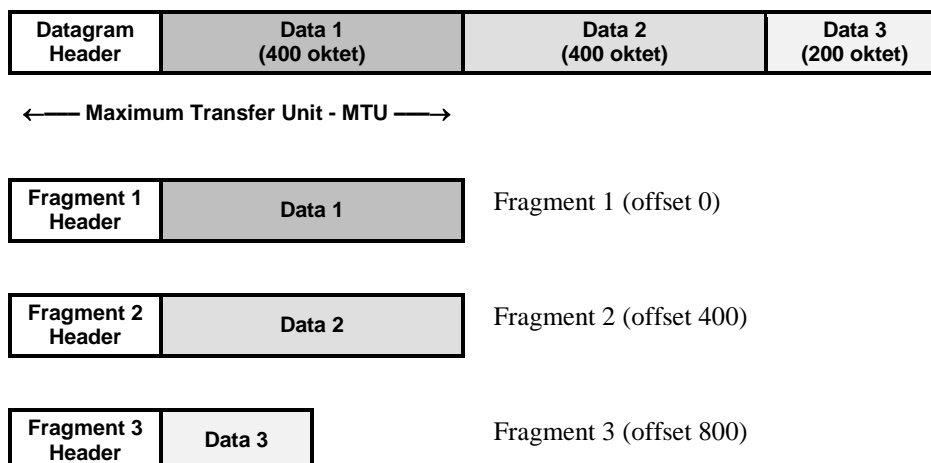 Datagram Header
Data 1 (400 oktet)
Data 2 (400 oktet)
Data 3 (200 oktet)
←── Maximum Transfer Unit - MTU ──→
Fragment 1 Header
Data 1
Fragment 1 (offset 0)
Fragment 2 Header
Data 2
Fragment 2 (offset 400)
Fragment 3 Header
Data 3
Fragment 3 (offset 800)